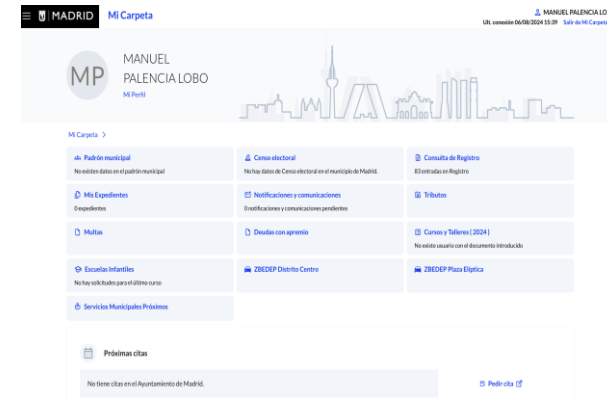 MADRID
Mi Carpeta
MANUEL PALENCIA LO
Ult. conexión 06/08/2024 15:39 Salir de Mi Carpeta
MP
MANUEL
PALENCIA LOBO
Mi Perfil
Mi Carpeta
Padrón municipal
No existen datos en el padrón municipal
Censo electoral
No hay datos de Censo electoral en el municipio de Madrid.
Consulta de Registro
83 entradas en Registro
Mis Expedientes
0 expedientes
Notificaciones y comunicaciones
0 notificaciones y comunicaciones pendientes
Tributos
Multas
Deudas con apremio
Cursos y Talleres ( 2024 )
No existe usuario con el documento introducido
Escuelas Infantiles
No hay solicitudes para el último curso
ZBEDEP Distrito Centro
ZBEDEP Plaza Elíptica
Servicios Municipales Próximos
Próximas citas
No tiene citas en el Ayuntamiento de Madrid.
Pedir cita